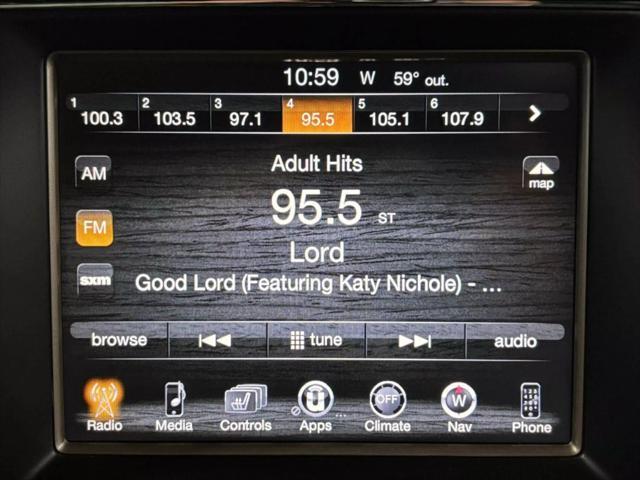 10:59 W 59° out.
1 2 3 4 5 6
100.3 103.5 97.1 95.5 105.1 107.9
AM
Adult Hits
map
95.5 ST
FM
Lord
sxm
Good Lord (Featuring Katy Nichole) - ...
browse tune audio
OFF W
Radio Media Controls Apps ... Climate Nav Phone